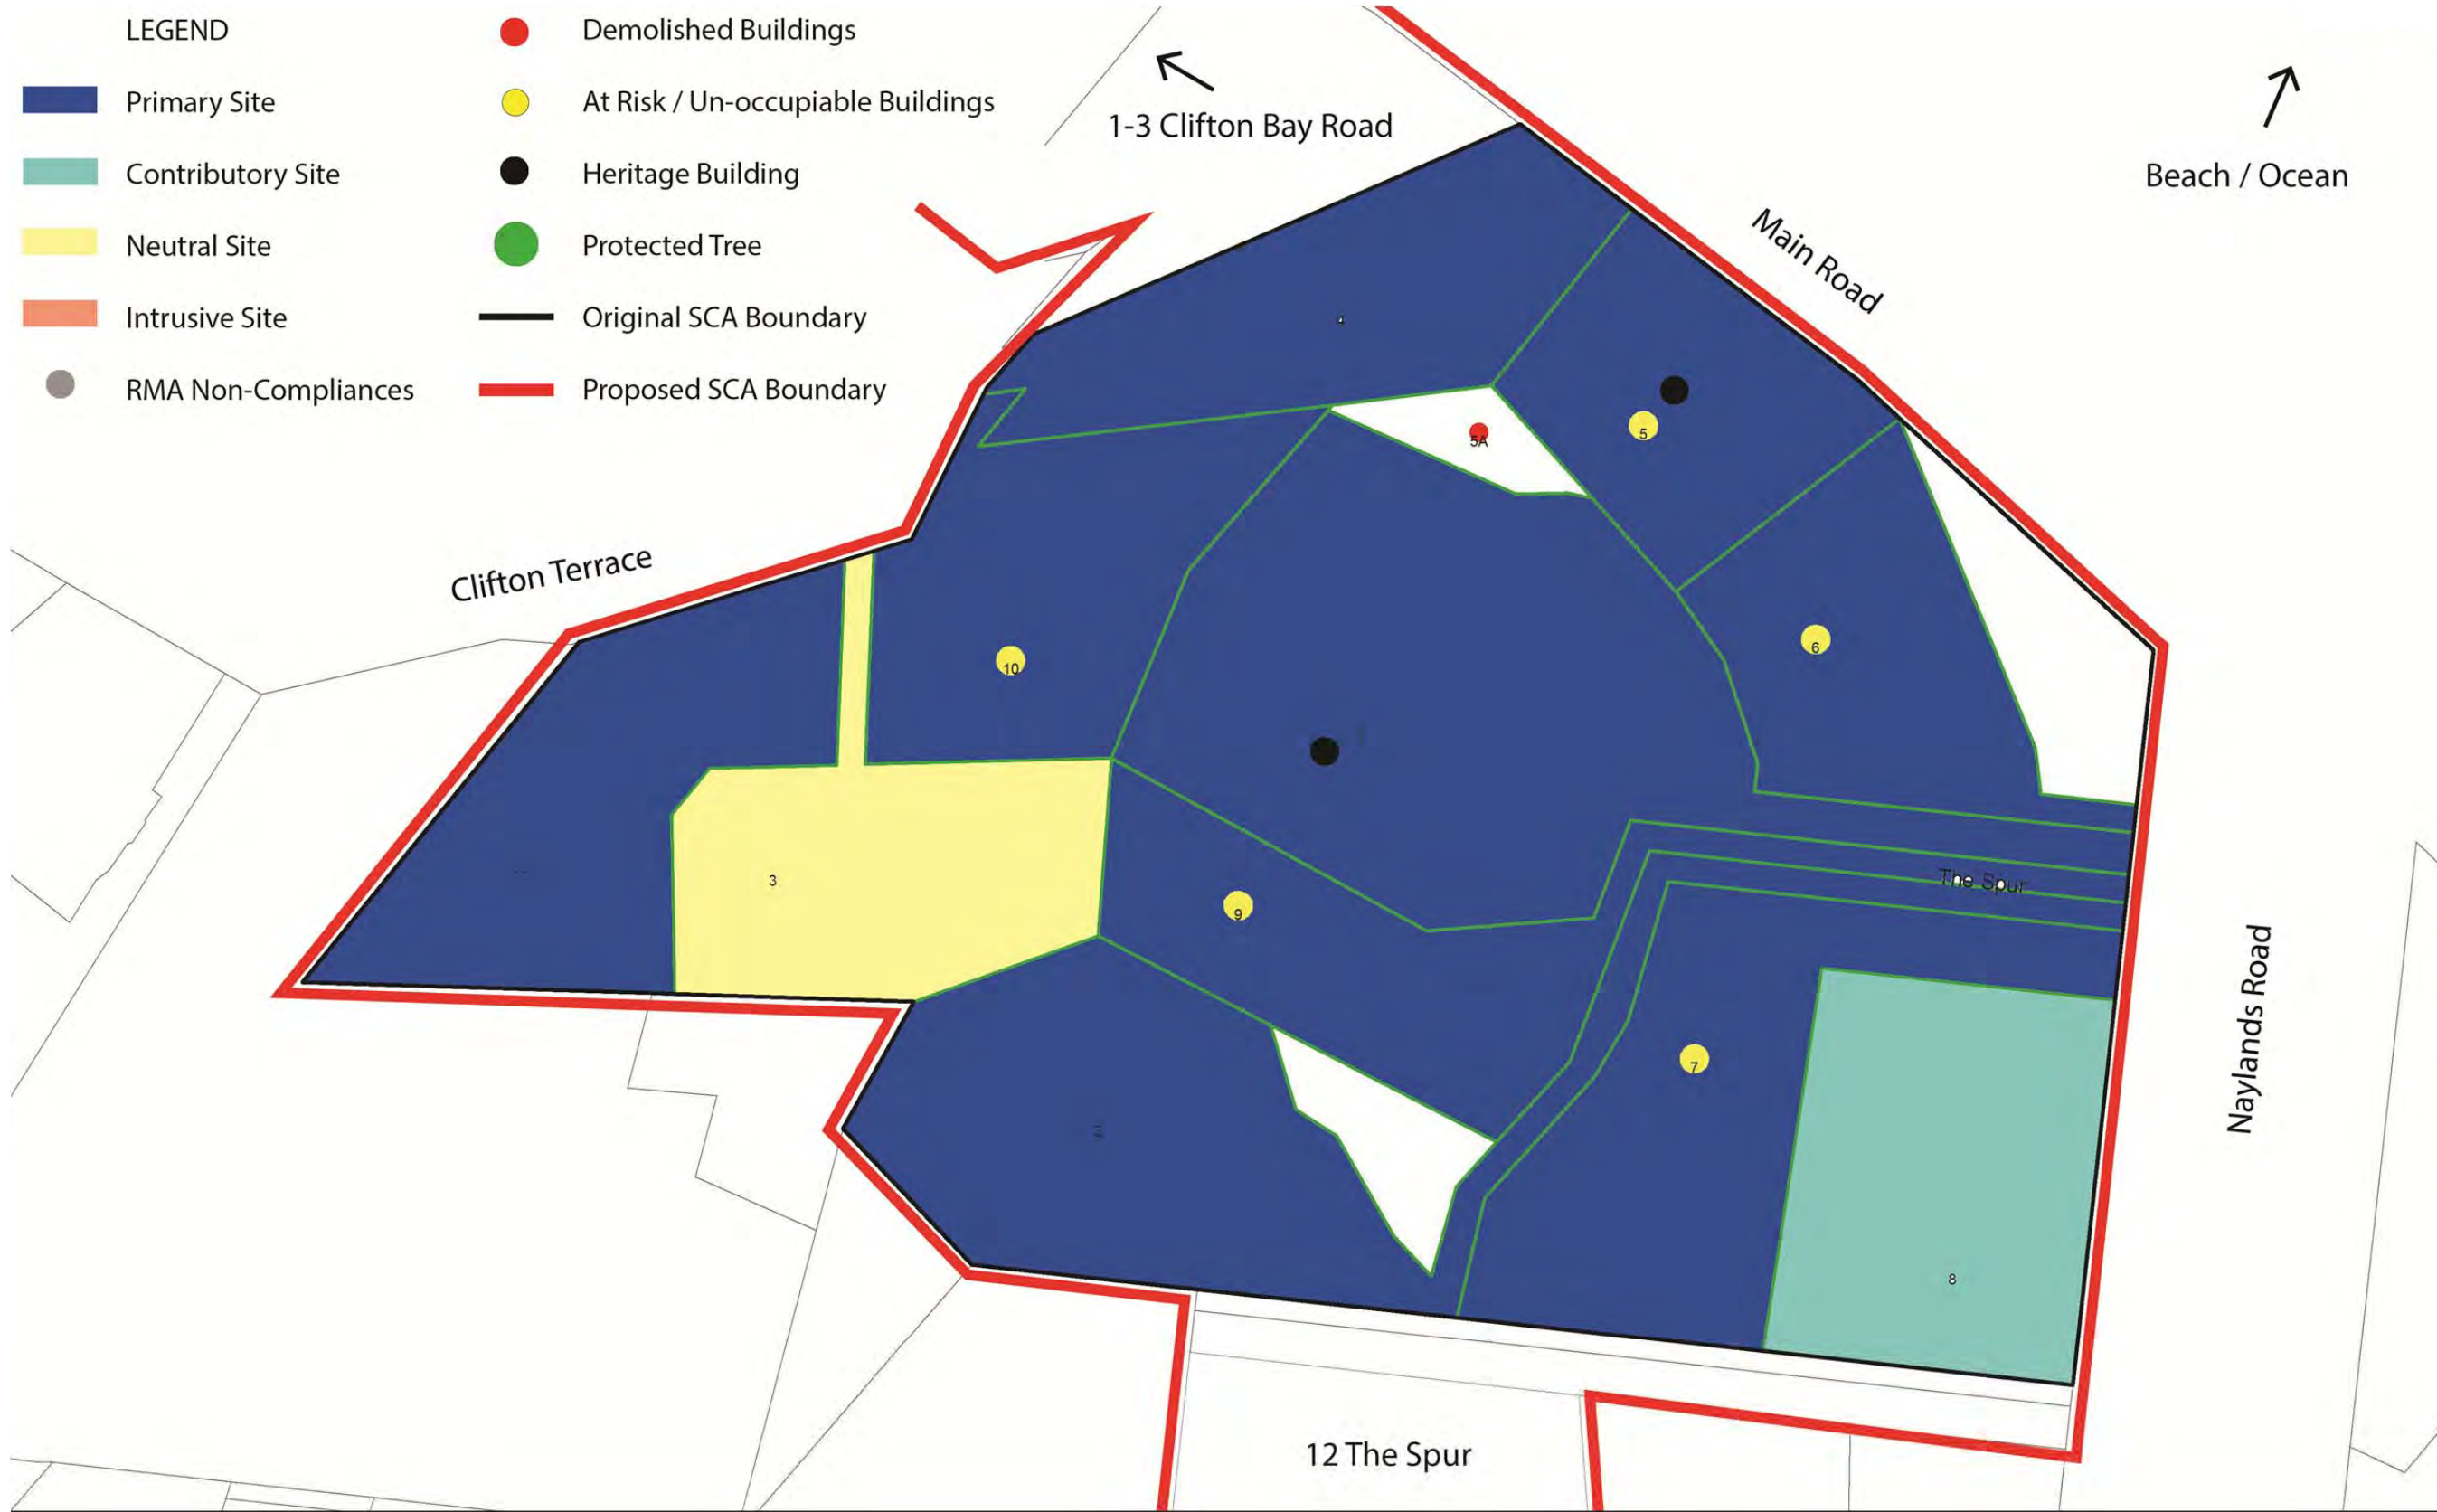 LEGEND
Primary Site
Contributory Site
Neutral Site
Intrusive Site
RMA Non-Compliances
Demolished Buildings
At Risk / Un-occupiable Buildings
Heritage Building
Protected Tree
Original SCA Boundary
Proposed SCA Boundary
1-3 Clifton Bay Road
Beach / Ocean
Main Road
4
5A
5
Clifton Terrace
6
10
3
The Spur
9
Naylands Road
7
8
12 The Spur